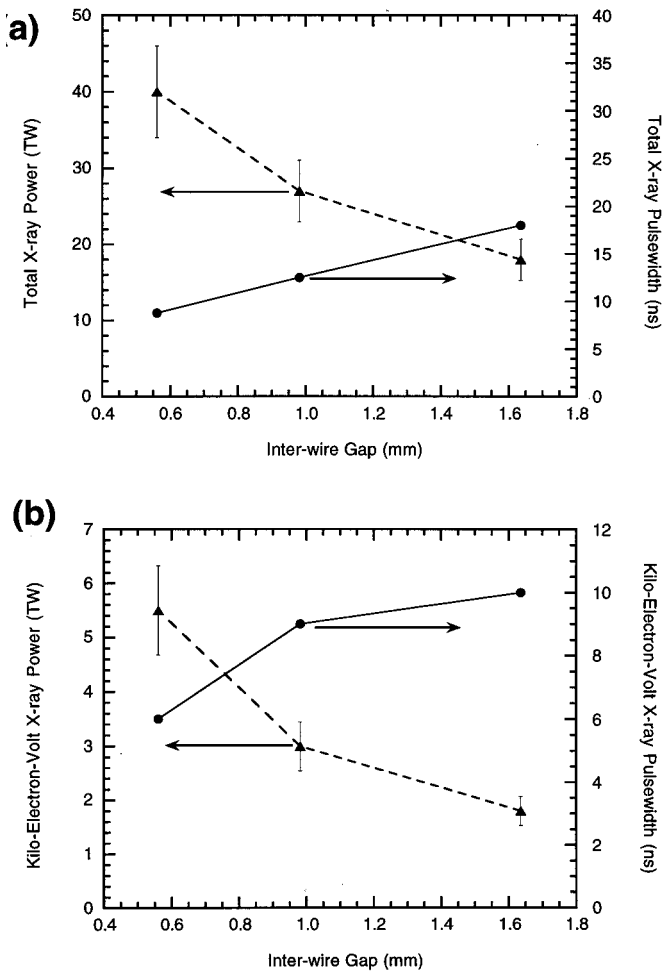 (a)
50
40
30
20
10
0
Total X-ray Power (TW)
40
35
30
25
20
15
10
5
0
Total X-ray
Pulsewidth (ns)
0.4 0.6 0.8 1.0 1.2 1.4 1.6 1.8
Inter-wire Gap (mm)
(b)
7
6
5
4
3
2
1
0
Kilo-Electron-Volt X-ray Power (TW)
12
10
8
6
4
2
0
Kilo-Electron-Volt X-ray
Pulsewidth (ns)
0.4 0.6 0.8 1.0 1.2 1.4 1.6 1.8
Inter-wire Gap (mm)